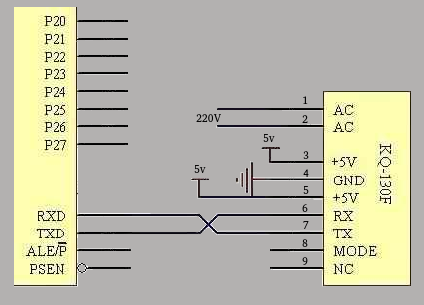 P20
P21
P22
P23
P24
P25
P26
P27
RXD
TXD
ALE/P
PSEN
220V
5v
5v
1
2
3
4
5
6
7
8
9
AC
AC
+5V
GND
+5V
RX
TX
MODE
NC
KQ-130F